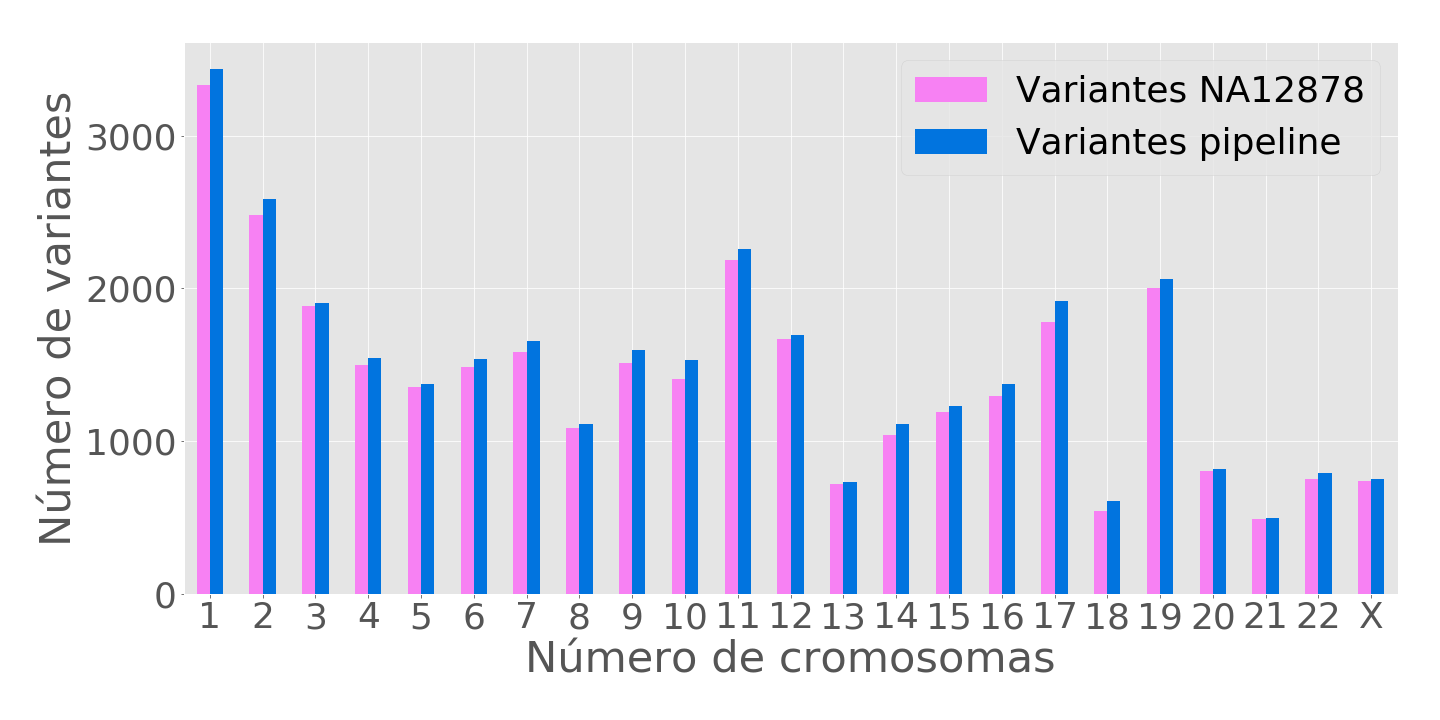 Variantes NA12878
Variantes pipeline
Número de variantes
3000
2000
1000
0
1 2 3 4 5 6 7 8 9 10 11 12 13 14 15 16 17 18 19 20 21 22 X
Número de cromosomas